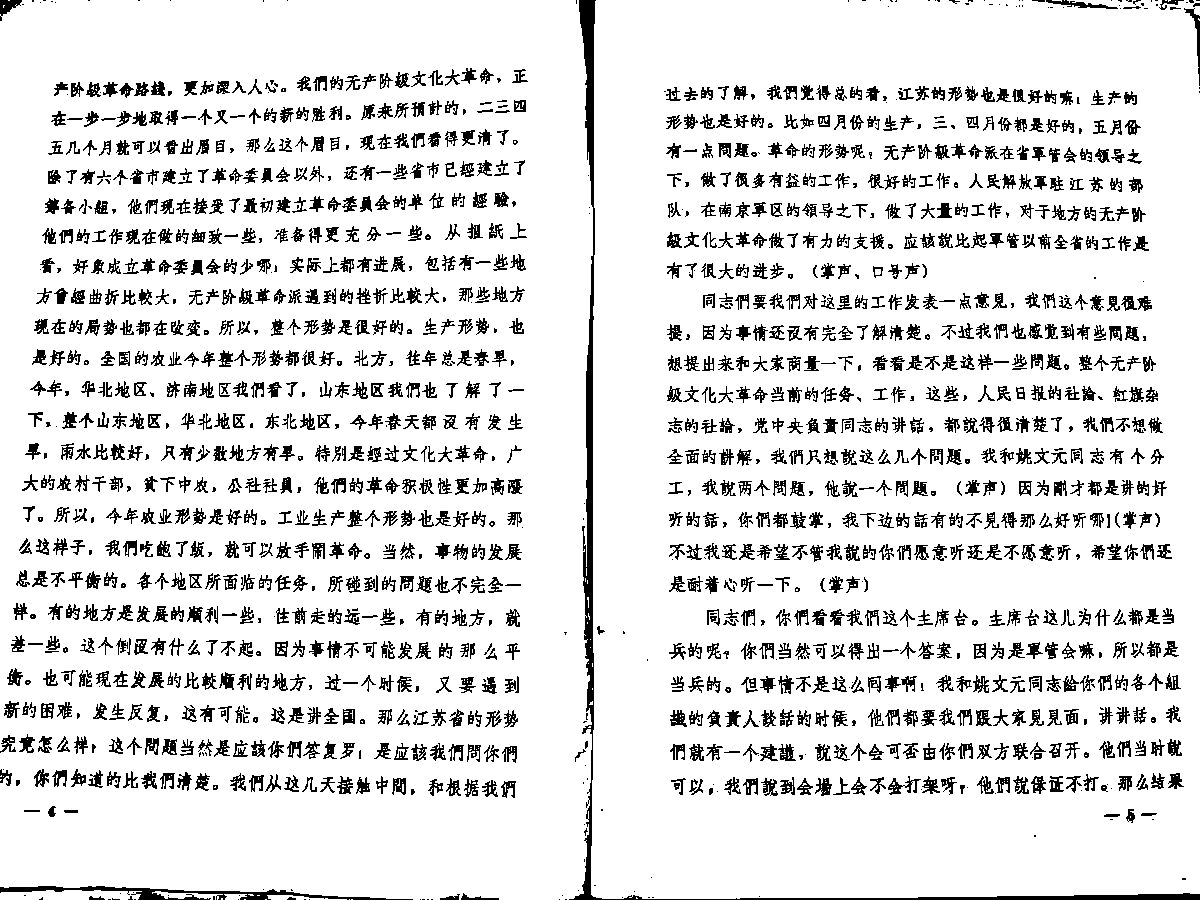 产阶級革命路綫，更加深入人心。我們的无产阶級文化大革命，正
在一步一步地取得一个又一个的新的胜利。原来所預計的，二三四
五几个月就可以看出眉目，那么这个眉目，现在我們看得更清了。
除了有六个省市建立了革命委員会以外，还有一些省市已經建立了
筹备小組，他們现在接受了最初建立革命委員会的单位的經驗，
他們的工作现在做的細致一些，准备得更充分一些。从报紙上
看，好象成立革命委員会的少哪；实际上都有进展，包括有一些地
方曾經曲折比較大，无产阶級革命派遇到的挫折比較大，那些地方
现在的局势也都在改变。所以，整个形势是很好的。生产形势，也
是好的。全国的农业今年整个形势都很好。北方，往年总是春旱，
今年，华北地区、济南地区我們看了，山东地区我們也了解了一
下，整个山东地区，华北地区，东北地区，今年春天都沒有发生
旱，雨水比較好，只有少数地方有旱。特別是經过文化大革命，广
大的农村干部，貧下中农，公社社員，他們的革命积极性更加高漲
了。所以，今年农业形势是好的。工业生产整个形势也是好的。那
么这样子，我們吃飽了飯，就可以放手鬧革命。当然，事物的发展
总是不平衡的。各个地区所面临的任务，所碰到的問題也不完全一
样。有的地方是发展的順利一些，往前走的远一些，有的地方，就
差一些。这个倒沒有什么了不起。因为事情不可能发展的那么平
衡。也可能现在发展的比較順利的地方，过一个时候，又要遇到
新的困难，发生反复，这有可能。这是讲全国。那么江苏省的形势
究竟怎么样？这个問題当然是应該你們答复罗；是应該我們問你們
的，你們知道的比我們清楚。我們从这几天接触中間，和根据我們
— 4 —
过去的了解，我們觉得总的看，江苏的形势也是很好的嘛；生产的
形势也是好的。比如四月份的生产，三、四月份都是好的，五月份
有一点問題。革命的形势呢？无产阶級革命派在省軍管会的領导之
下，做了很多有益的工作，很好的工作。人民解放軍駐江苏的部
队，在南京軍区的領导之下，做了大量的工作，对于地方的无产阶
級文化大革命做了有力的支援。应該說比起軍管以前全省的工作是
有了很大的进步。（掌声、口号声）
同志們要我們对这里的工作发表一点意見，我們这个意見很难
提，因为事情还沒有完全了解清楚。不过我們也感觉到有些問題，
想提出来和大家商量一下，看看是不是这样一些問題。整个无产阶
級文化大革命当前的任务、工作，这些，人民日报的社論、紅旗杂
志的社論，党中央負責同志的讲話，都說得很清楚了，我們不想做
全面的讲解，我們只想說这么几个問題。我和姚文元同志有个分
工，我說两个問題，他說一个問題。（掌声）因为剛才都是讲的好
听的話，你們都鼓掌，我下边的話有的不見得那么好听哪！（掌声）
不过我还是希望不管我說的你們愿意听还是不愿意听，希望你們还
是耐着心听一下。（掌声）
同志們，你們看看我們这个主席台。主席台这儿为什么都是当
兵的呢？你們当然可以得出一个答案，因为是軍管会嘛，所以都是
当兵的。但事情不是这么囘事啊；我和姚文元同志給你們的各个組
織的負責人談話的时候，他們都要我們跟大家見見面，讲讲話。我
們就有一个建議，說这个会可否由你們双方联合召开。他們当时就
可以，我們說到会場上会不会打架呀？他們就保証不打。那么結果
— 5 —